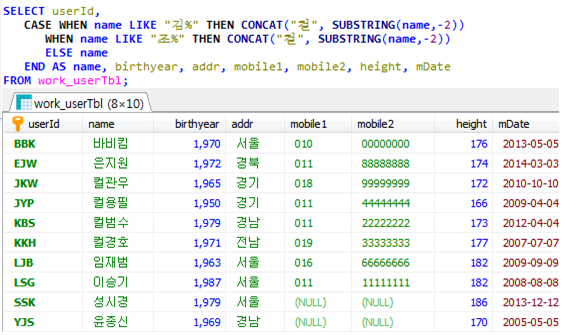 SELECT userId,
CASE WHEN name LIKE "김%" THEN CONCAT("컬", SUBSTRING(name,-2))
WHEN name LIKE "조%" THEN CONCAT("컬", SUBSTRING(name,-2))
ELSE name
END AS name, birthyear, addr, mobile1, mobile2, height, mDate
FROM work_userTbl;
work_userTbl (8×10)
userId name birthyear addr mobile1 mobile2 height mDate
BBK 바비킴 1,970 서울 010 00000000 176 2013-05-05
EJW 은지원 1,972 경북 011 88888888 174 2014-03-03
JKW 컬관우 1,965 경기 018 99999999 172 2010-10-10
JYP 컬용필 1,950 경기 011 44444444 166 2009-04-04
KBS 컬범수 1,979 경남 011 22222222 173 2012-04-04
KKH 컬경호 1,971 전남 019 33333333 177 2007-07-07
LJB 임재범 1,963 서울 016 66666666 182 2009-09-09
LSG 이승기 1,987 서울 011 11111111 182 2008-08-08
SSK 성시경 1,979 서울 (NULL) (NULL) 186 2013-12-12
YJS 윤종신 1,969 경남 (NULL) (NULL) 170 2005-05-05